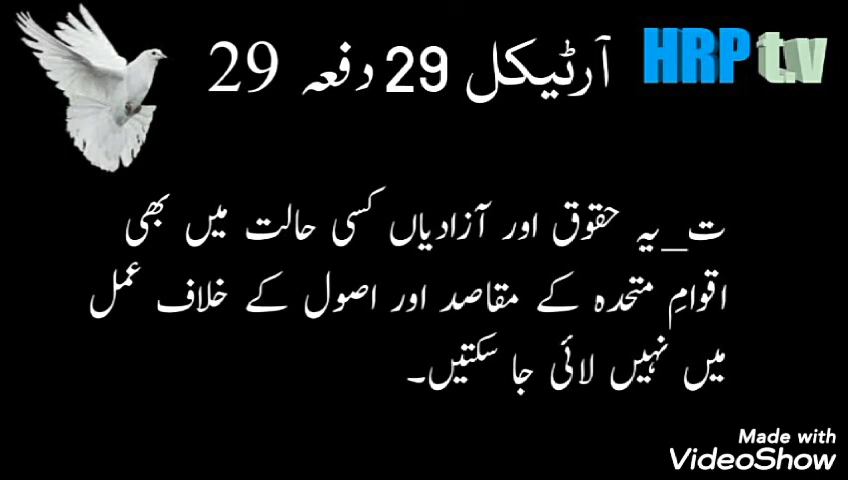 آرٹیکل 29 دفعہ 29
HRP t.v
ت_یہ حقوق اور آزادیاں کسی حالت میں بھی
اقوامِ متحدہ کے مقاصد اور اصول کے خلاف عمل
میں نہیں لائی جا سکتیں۔
Made with
VideoShow